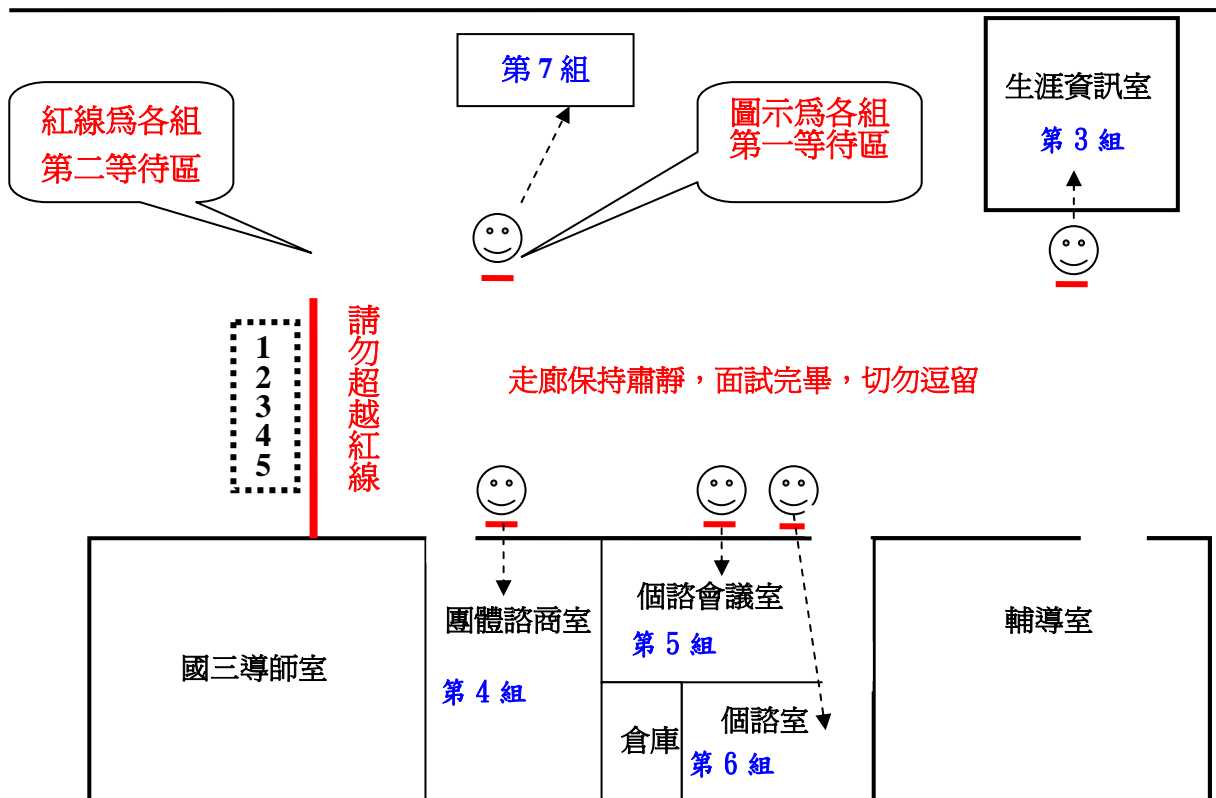 第 7 組
生涯資訊室
第 3 組
紅線爲各組
第二等待區
圖示爲各組
第一等待區
1
2
3
4
5
請勿超越紅線
走廊保持肅靜，面試完畢，切勿逗留
國三導師室
團體諮商室
第 4 組
個諮會議室
第 5 組
倉庫
個諮室
第 6 組
輔導室